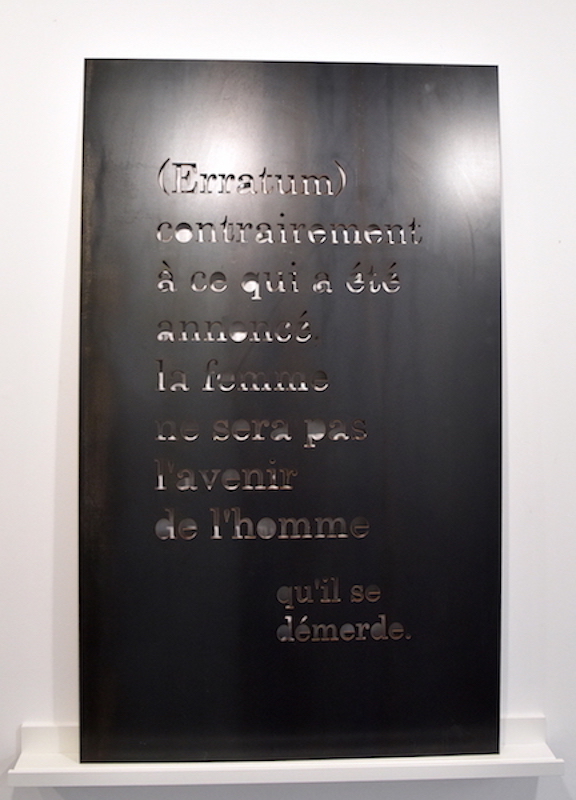 (Erratum)
contrairement
à ce qui a été
annoncé.
la femme
ne sera pas
l'avenir
de l'homme
qu'il se
démerde.